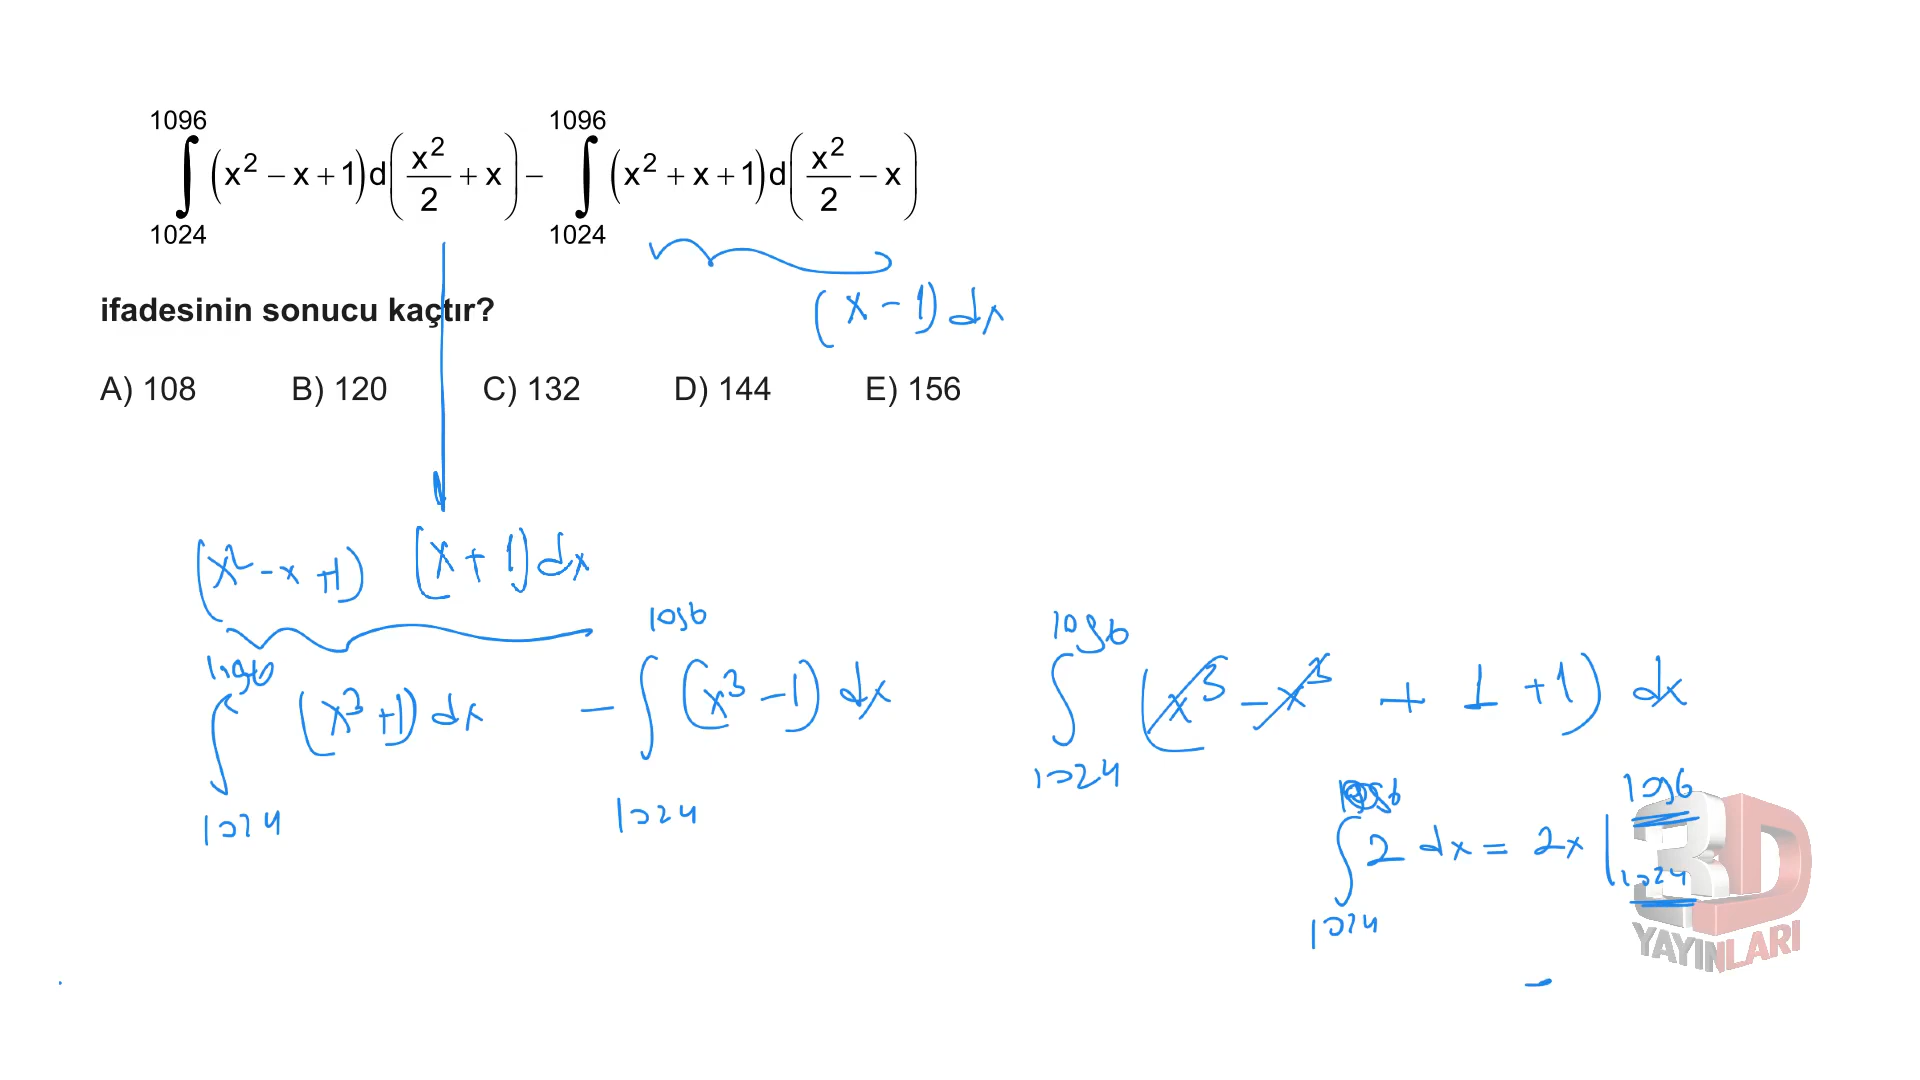 1096 1096
∫ (x² − x + 1) d(x²/2 + x) − ∫ (x² + x + 1) d(x²/2 − x)
1024 1024
(x − 1) dx
ifadesinin sonucu kaçtır?
A) 108 B) 120 C) 132 D) 144 E) 156
(x² − x + 1) (x + 1) dx
1096 1096 1096
∫ (x³ + 1) dx − ∫ (x³ − 1) dx ∫ (x³ − x³ + 1 + 1) dx
1024 1024 1024
1096 1096
∫ 2 dx = 2x |
1024 1024
3D
YAYINLARI